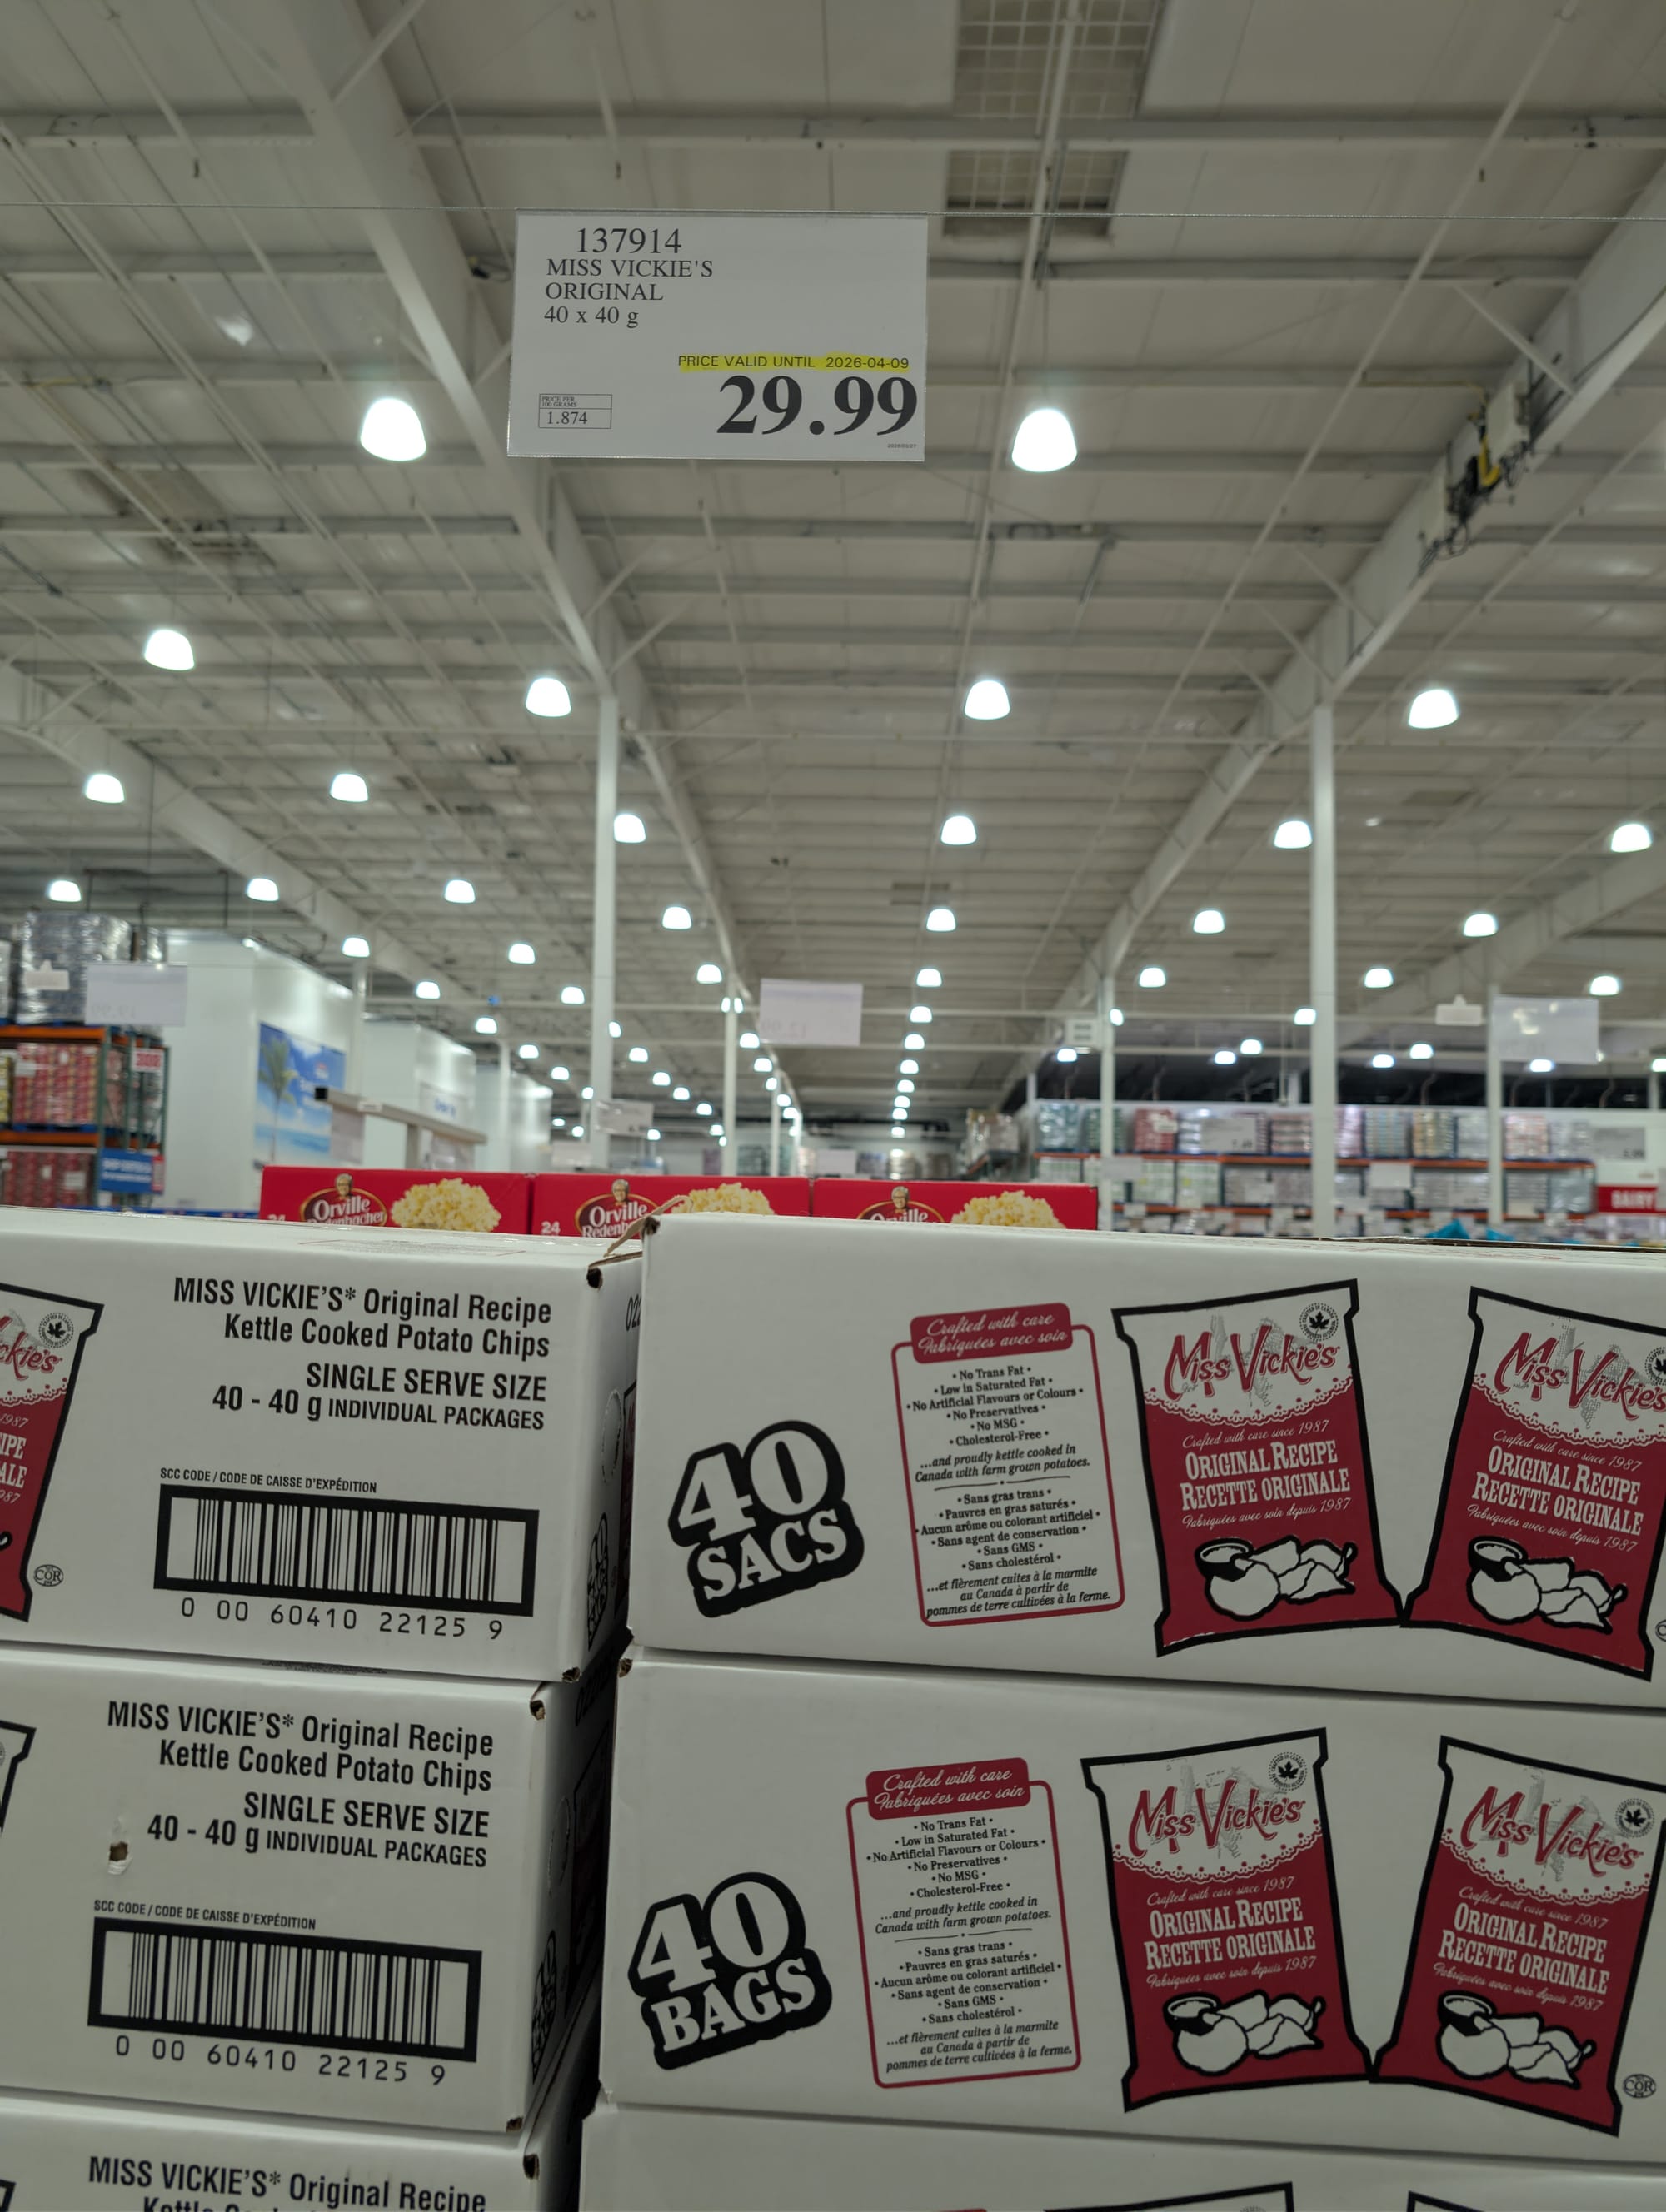 137914
MISS VICKIE'S
ORIGINAL
40 x 40 g
PRICE VALID UNTIL 2026-04-09
29.99
PRICE PER
100 GRAMS
1.874
Orville
Redenbacher
24
Orville
DAIRY
MISS VICKIE'S* Original Recipe
Kettle Cooked Potato Chips
SINGLE SERVE SIZE
40 - 40 g INDIVIDUAL PACKAGES
SCC CODE / CODE DE CAISSE D'EXPÉDITION
0 00 60410 22125 9
COR
40
SACS
Crafted with care
Fabriquées avec soin
• No Trans Fat •
• Low in Saturated Fat •
• No Artificial Flavours or Colours •
• No Preservatives •
• No MSG •
• Cholesterol-Free •
...and proudly kettle cooked in
Canada with farm grown potatoes.
• Sans gras trans •
• Pauvres en gras saturés •
• Aucun arôme ou colorant artificiel •
• Sans agent de conservation •
• Sans GMS •
• Sans cholestérol •
...et fièrement cuites à la marmite
au Canada à partir de
pommes de terre cultivées à la ferme.
Miss Vickie's
Crafted with care since 1987
ORIGINAL RECIPE
RECETTE ORIGINALE
Fabriquées avec soin depuis 1987
Miss Vickie's
Crafted with care since 1987
ORIGINAL RECIPE
RECETTE ORIGINALE
Fabriquées avec soin depuis 1987
MISS VICKIE'S* Original Recipe
Kettle Cooked Potato Chips
SINGLE SERVE SIZE
40 - 40 g INDIVIDUAL PACKAGES
SCC CODE / CODE DE CAISSE D'EXPÉDITION
0 00 60410 22125 9
40
BAGS
Crafted with care
Fabriquées avec soin
• No Trans Fat •
• Low in Saturated Fat •
• No Artificial Flavours or Colours •
• No Preservatives •
• No MSG •
• Cholesterol-Free •
...and proudly kettle cooked in
Canada with farm grown potatoes.
• Sans gras trans •
• Pauvres en gras saturés •
• Aucun arôme ou colorant artificiel •
• Sans agent de conservation •
• Sans GMS •
• Sans cholestérol •
...et fièrement cuites à la marmite
au Canada à partir de
pommes de terre cultivées à la ferme.
Miss Vickie's
Crafted with care since 1987
ORIGINAL RECIPE
RECETTE ORIGINALE
Fabriquées avec soin depuis 1987
Miss Vickie's
Crafted with care since 1987
ORIGINAL RECIPE
RECETTE ORIGINALE
Fabriquées avec soin depuis 1987
COR
MISS VICKIE'S* Original Recipe